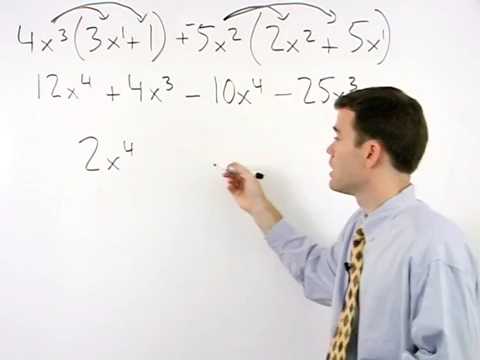 4x³(3x¹+1) + -5x²(2x² + 5x¹)
12x⁴ + 4x³ - 10x⁴ - 25x³
2x⁴